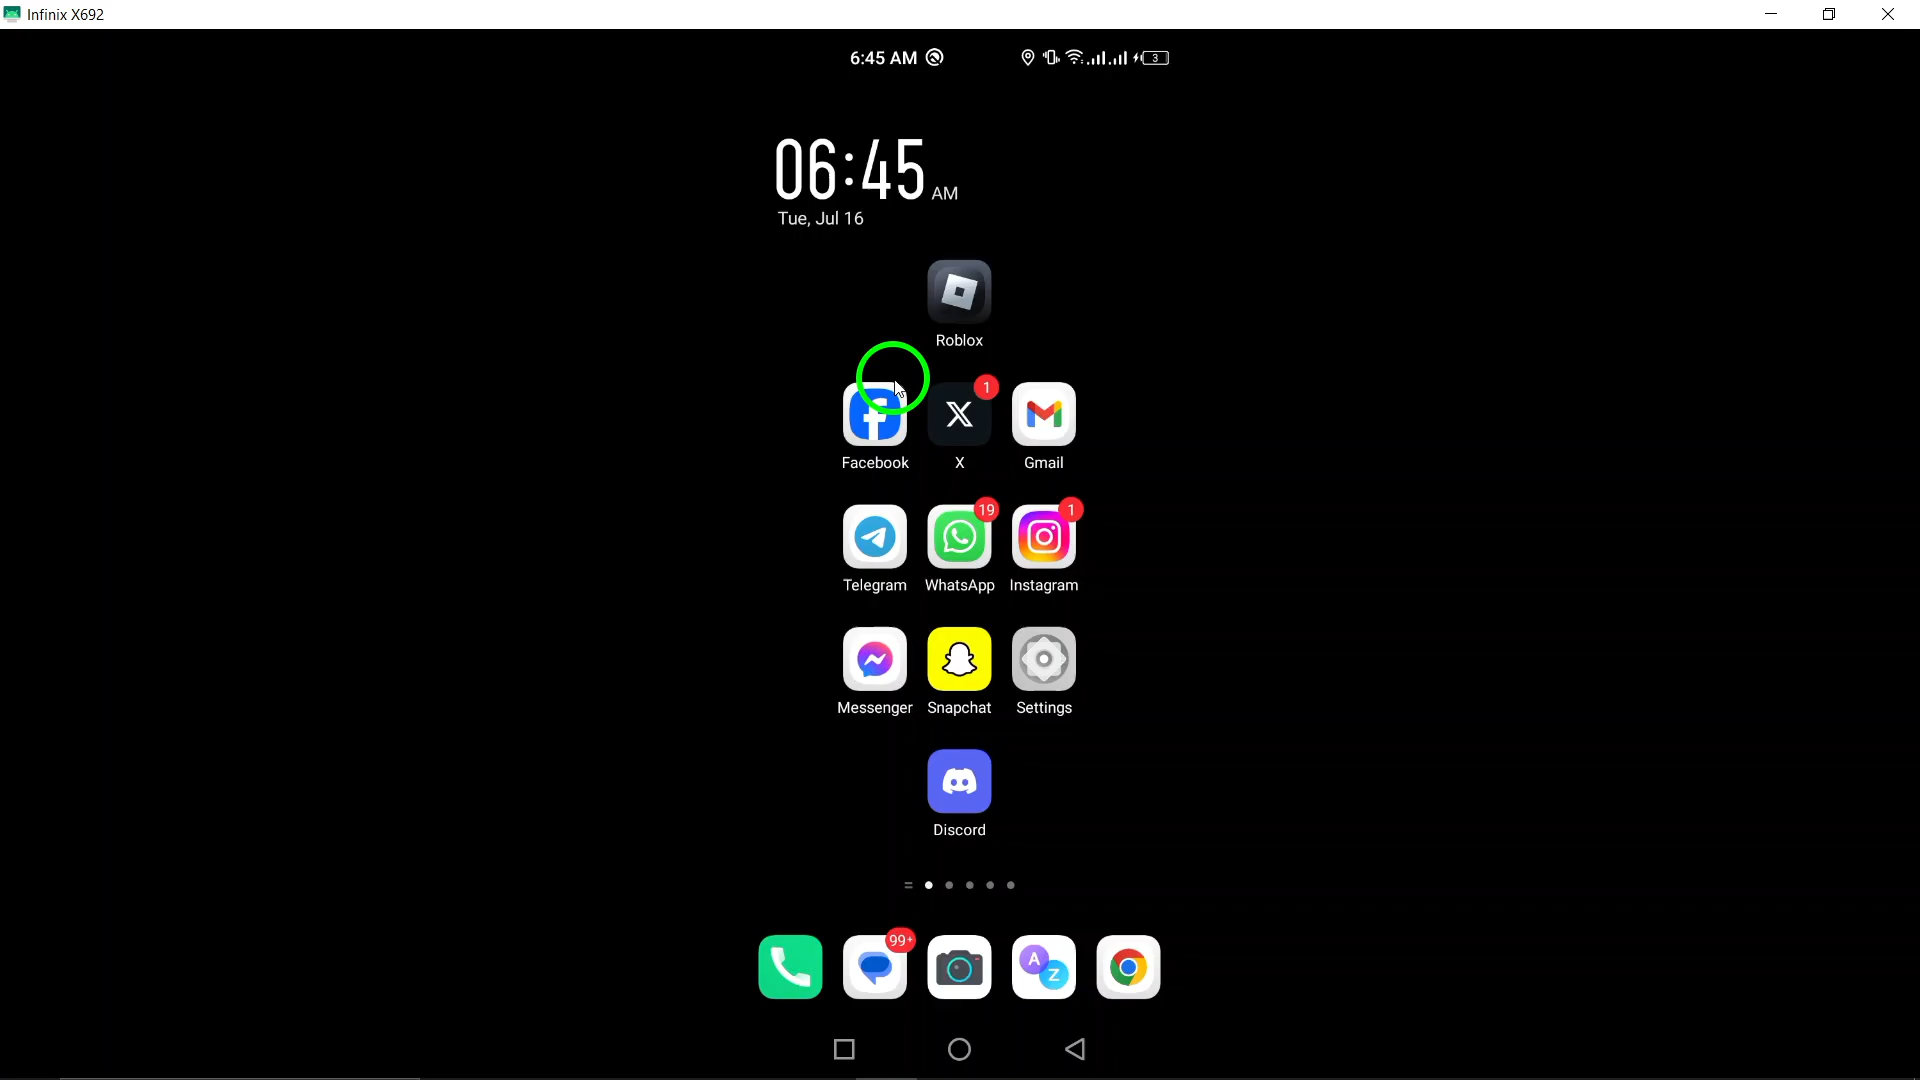 Infinix X692
6:45 AM
3
06:45 AM
Tue, Jul 16
Roblox
1
Facebook X Gmail
19 1
Telegram WhatsApp Instagram
Messenger Snapchat Settings
Discord
99+
A
Z